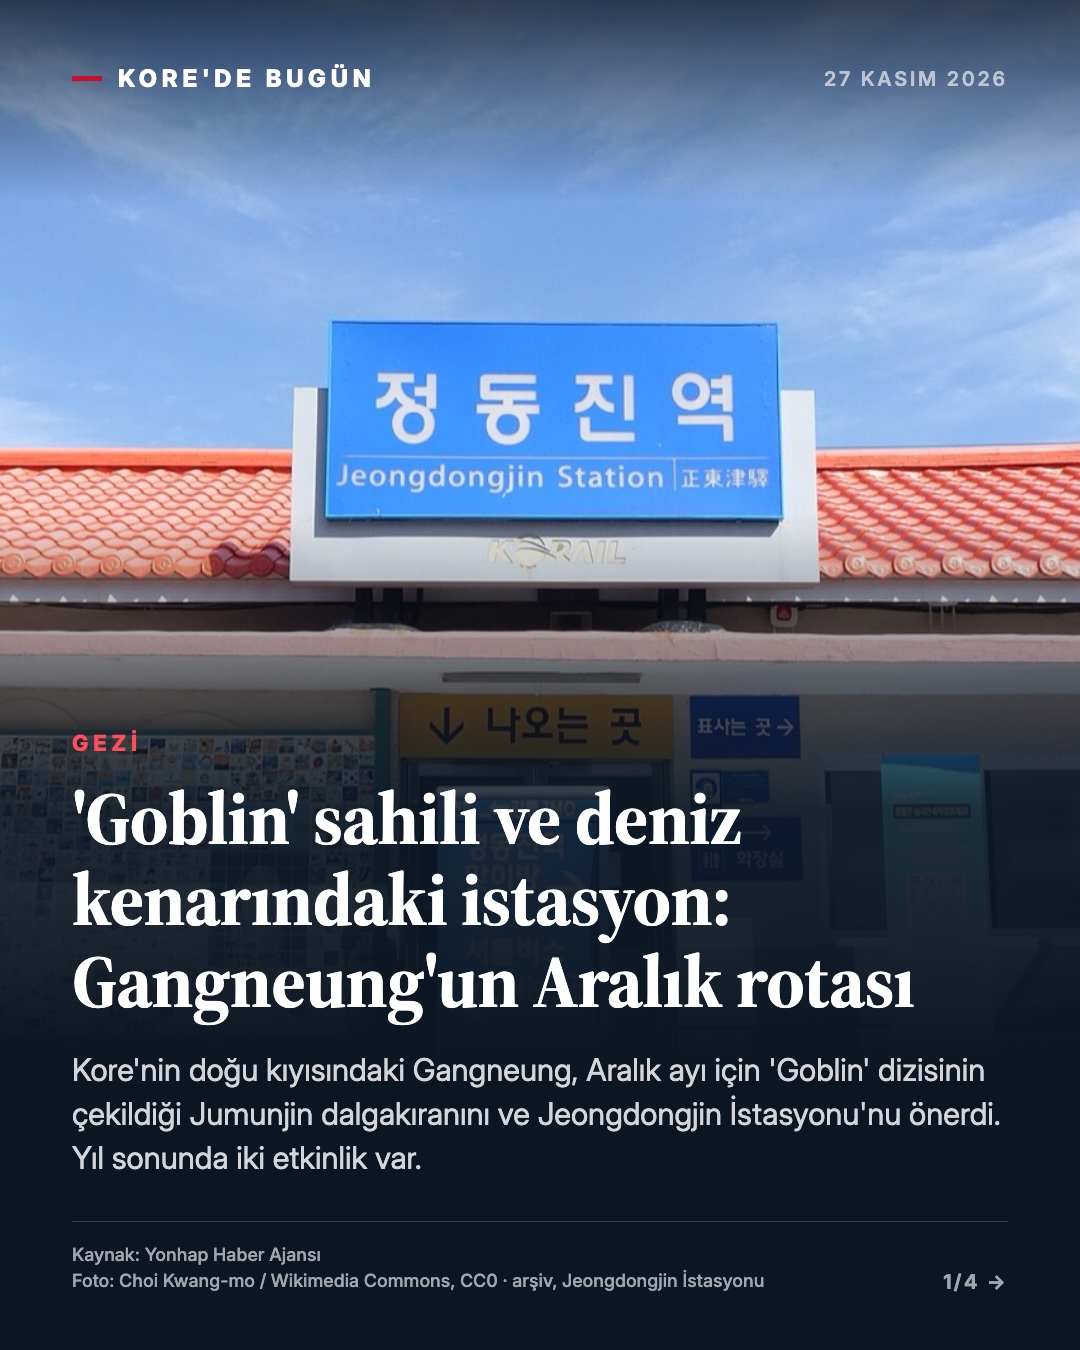 KORE'DE BUGÜN
27 KASIM 2026
정동진역
Jeongdongjin Station
正東津驛
KORAIL
↓ 나오는 곳
표사는 곳 →
화장실
GEZİ
'Goblin' sahili ve deniz
kenarındaki istasyon:
Gangneung'un Aralık rotası
Kore'nin doğu kıyısındaki Gangneung, Aralık ayı için 'Goblin' dizisinin
çekildiği Jumunjin dalgakıranını ve Jeongdongjin İstasyonu'nu önerdi.
Yıl sonunda iki etkinlik var.
Kaynak: Yonhap Haber Ajansı
Foto: Choi Kwang-mo / Wikimedia Commons, CC0 · arşiv, Jeongdongjin İstasyonu
1/4 →